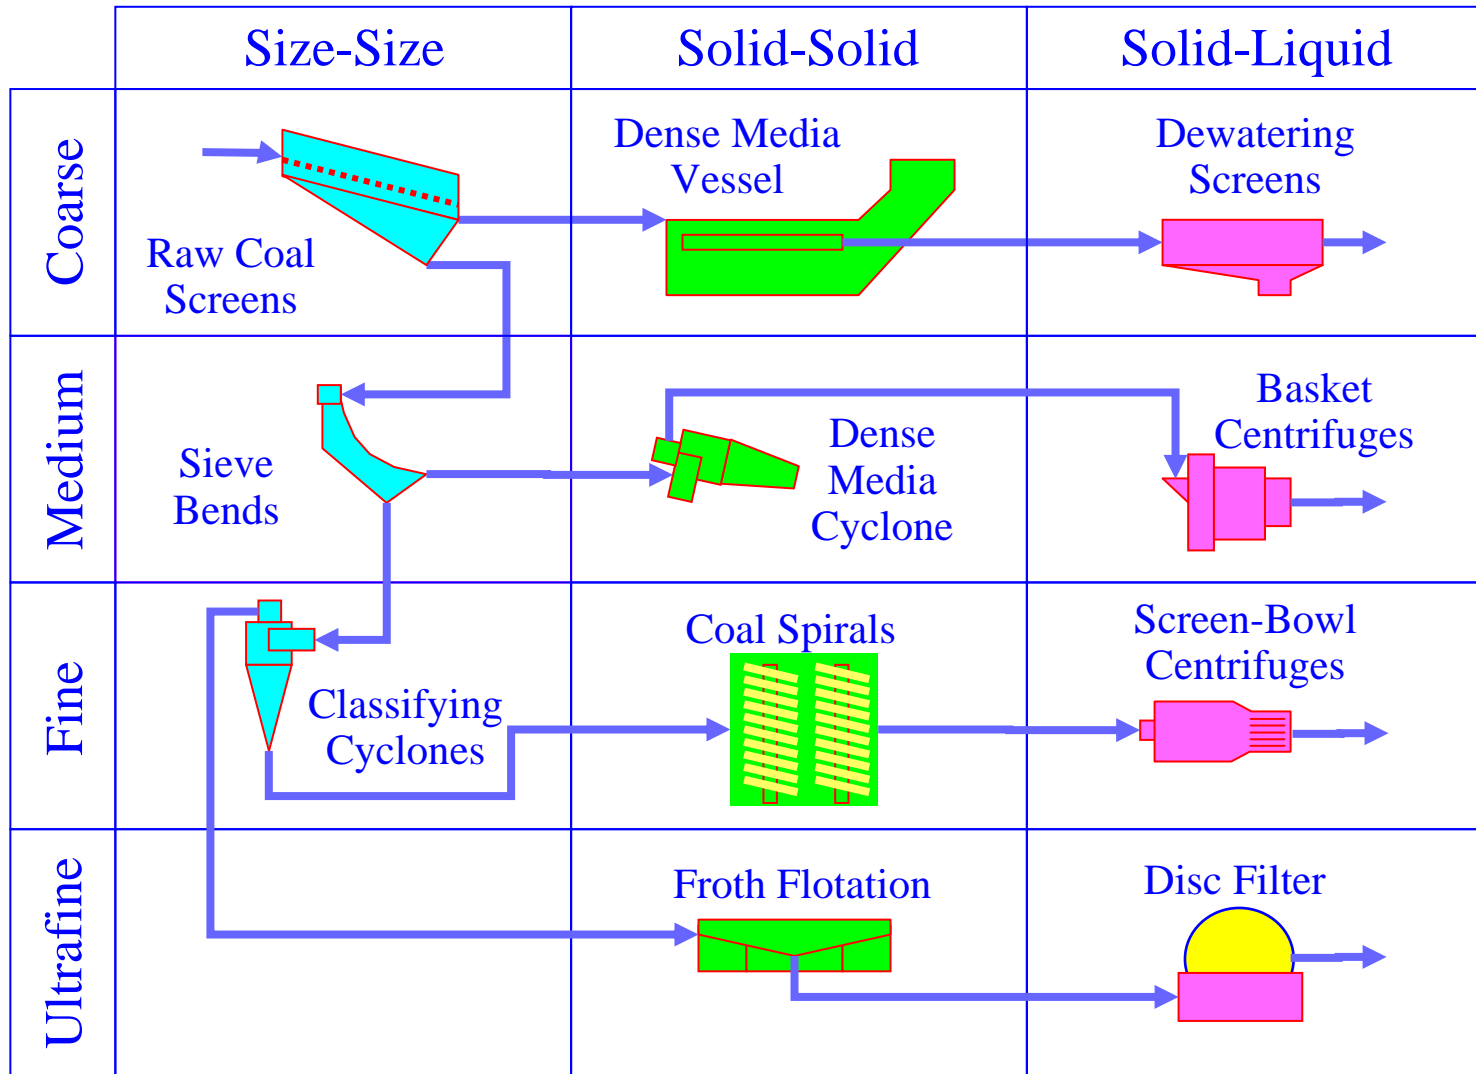 Size-Size
Solid-Solid
Solid-Liquid
Coarse
Raw Coal
Screens
Dense Media
Vessel
Dewatering
Screens
Medium
Sieve
Bends
Dense
Media
Cyclone
Basket
Centrifuges
Fine
Classifying
Cyclones
Coal Spirals
Screen-Bowl
Centrifuges
Ultrafine
Froth Flotation
Disc Filter